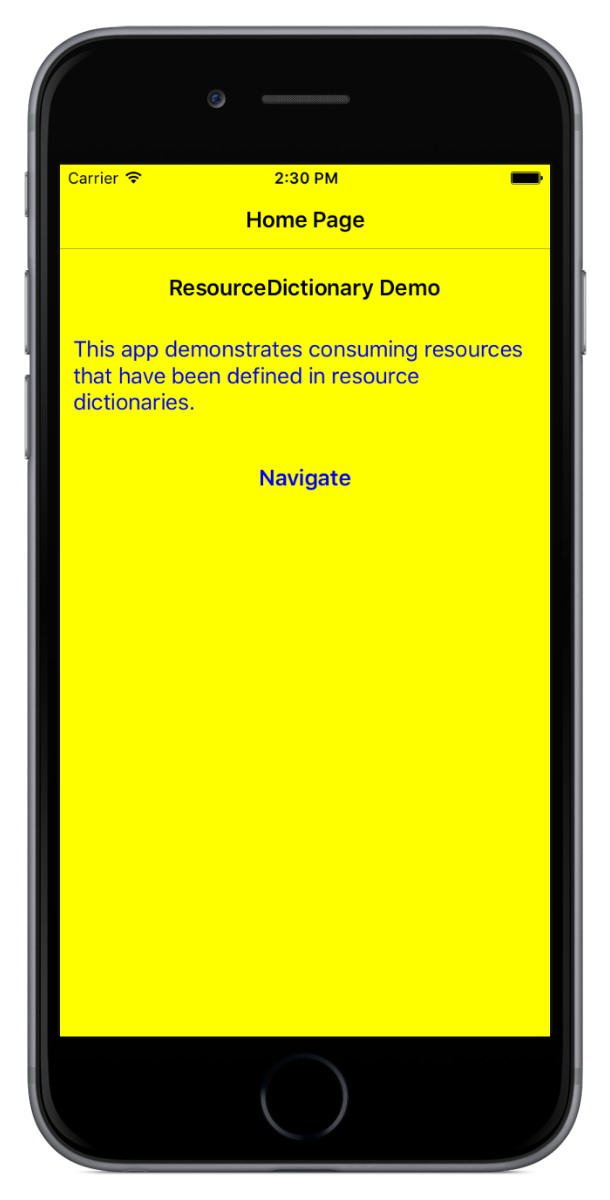 Carrier 2:30 PM
Home Page
ResourceDictionary Demo
This app demonstrates consuming resources
that have been defined in resource
dictionaries.
Navigate